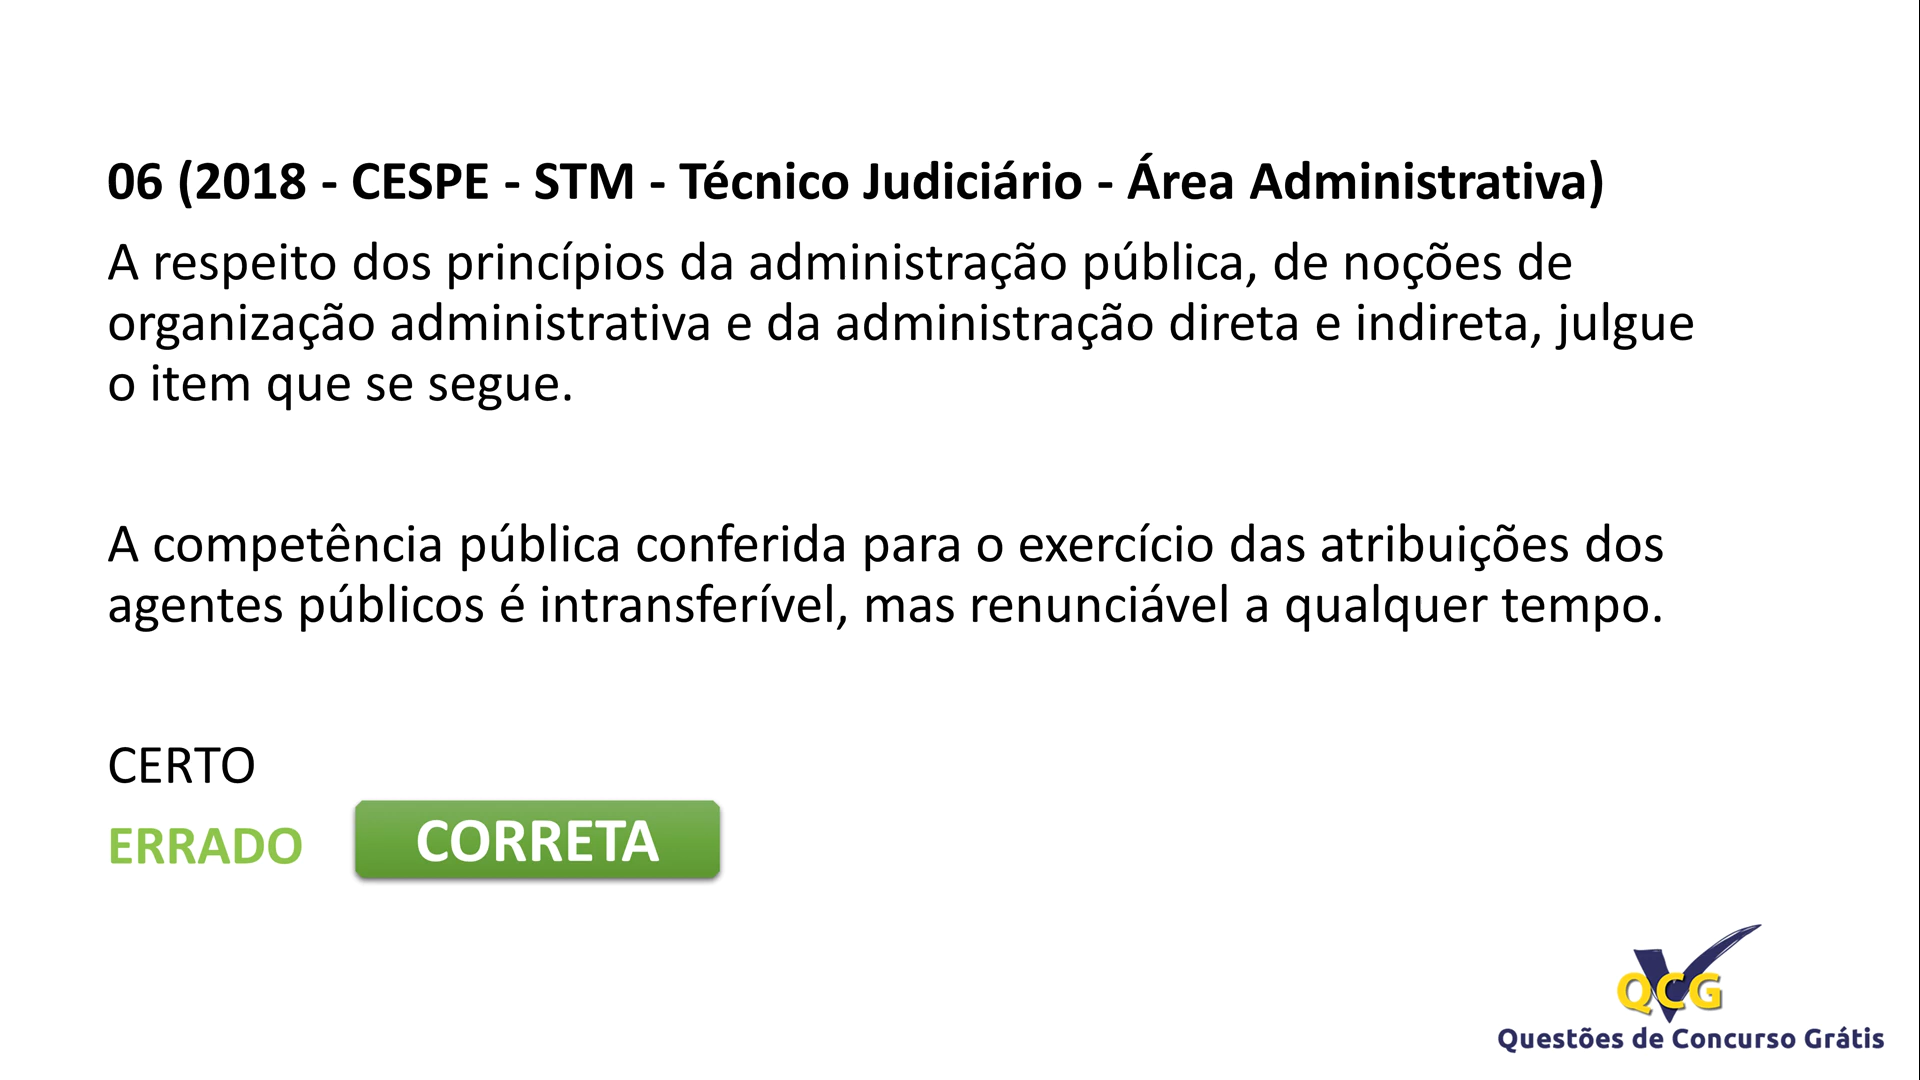 06 (2018 - CESPE - STM - Técnico Judiciário - Área Administrativa)
A respeito dos princípios da administração pública, de noções de
organização administrativa e da administração direta e indireta, julgue
o item que se segue.
A competência pública conferida para o exercício das atribuições dos
agentes públicos é intransferível, mas renunciável a qualquer tempo.
CERTO
ERRADO
CORRETA
QCG
Questões de Concurso Grátis